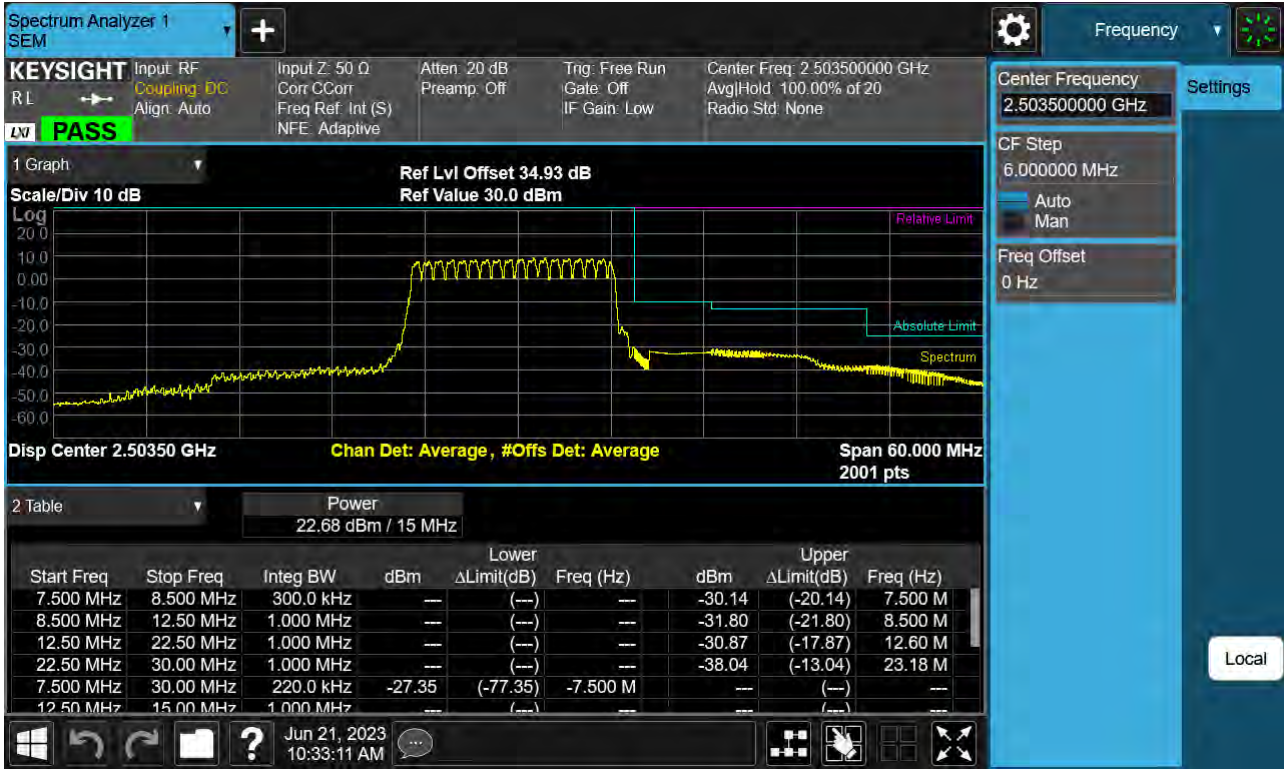 Spectrum Analyzer 1
SEM
Frequency
KEYSIGHT
R L
LXI
PASS
Input: RF
Coupling: DC
Align: Auto
Input Z: 50 Ω
Corr CCorr
Freq Ref: Int (S)
NFE: Adaptive
Atten: 20 dB
Preamp: Off
Trig: Free Run
Gate: Off
IF Gain: Low
Center Freq: 2.503500000 GHz
Avg|Hold: 100.00% of 20
Radio Std: None
1 Graph
Scale/Div 10 dB
Ref Lvl Offset 34.93 dB
Ref Value 30.0 dBm
Log
20.0
10.0
0.00
-10.0
-20.0
-30.0
-40.0
-50.0
-60.0
Relative Limit
Absolute Limit
Spectrum
Disp Center 2.50350 GHz
Chan Det: Average, #Offs Det: Average
Span 60.000 MHz
2001 pts
2 Table
Power
22.68 dBm / 15 MHz
Lower Upper
Start Freq Stop Freq Integ BW dBm ΔLimit(dB) Freq (Hz) dBm ΔLimit(dB) Freq (Hz)
7.500 MHz 8.500 MHz 300.0 kHz --- (---) --- -30.14 (-20.14) 7.500 M
8.500 MHz 12.50 MHz 1.000 MHz --- (---) --- -31.80 (-21.80) 8.500 M
12.50 MHz 22.50 MHz 1.000 MHz --- (---) --- -30.87 (-17.87) 12.60 M
22.50 MHz 30.00 MHz 1.000 MHz --- (---) --- -38.04 (-13.04) 23.18 M
7.500 MHz 30.00 MHz 220.0 kHz -27.35 (-77.35) -7.500 M --- (---) ---
12.50 MHz 15.00 MHz 1.000 MHz --- (---) --- --- (---) ---
Center Frequency
2.503500000 GHz
CF Step
6.000000 MHz
Auto
Man
Freq Offset
0 Hz
Settings
Local
?
Jun 21, 2023
10:33:11 AM